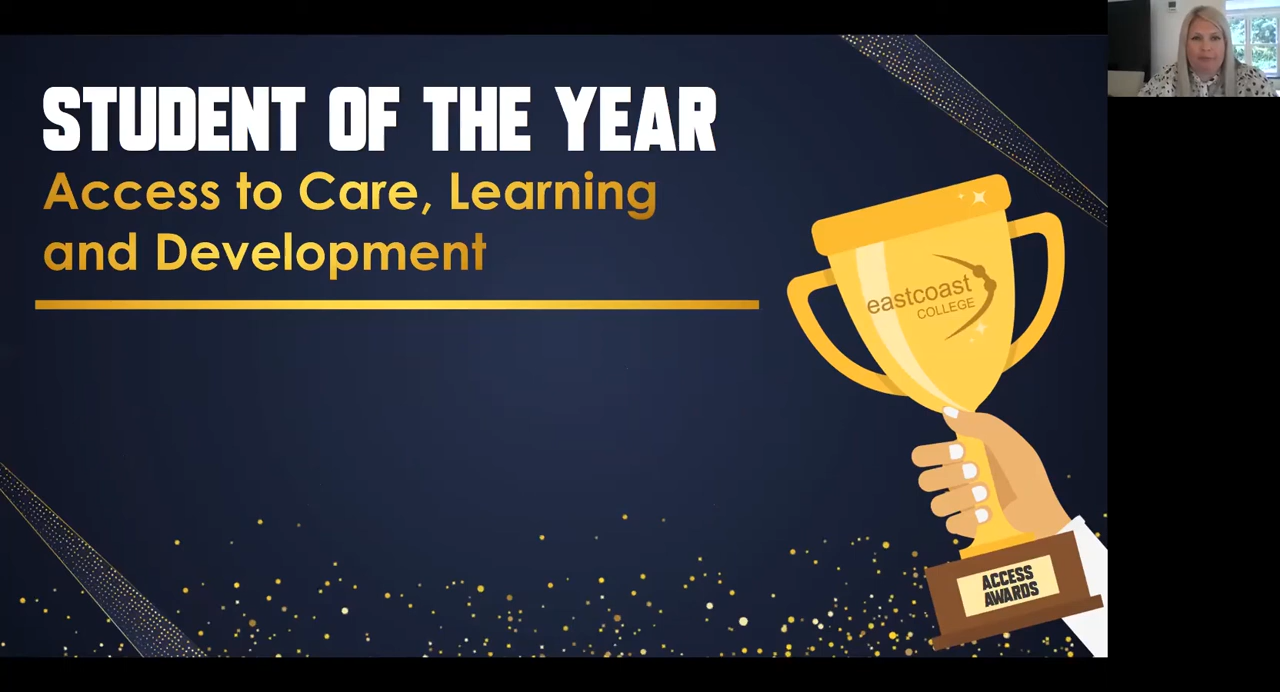 STUDENT OF THE YEAR
Access to Care, Learning
and Development
eastcoast
COLLEGE
ACCESS
AWARDS